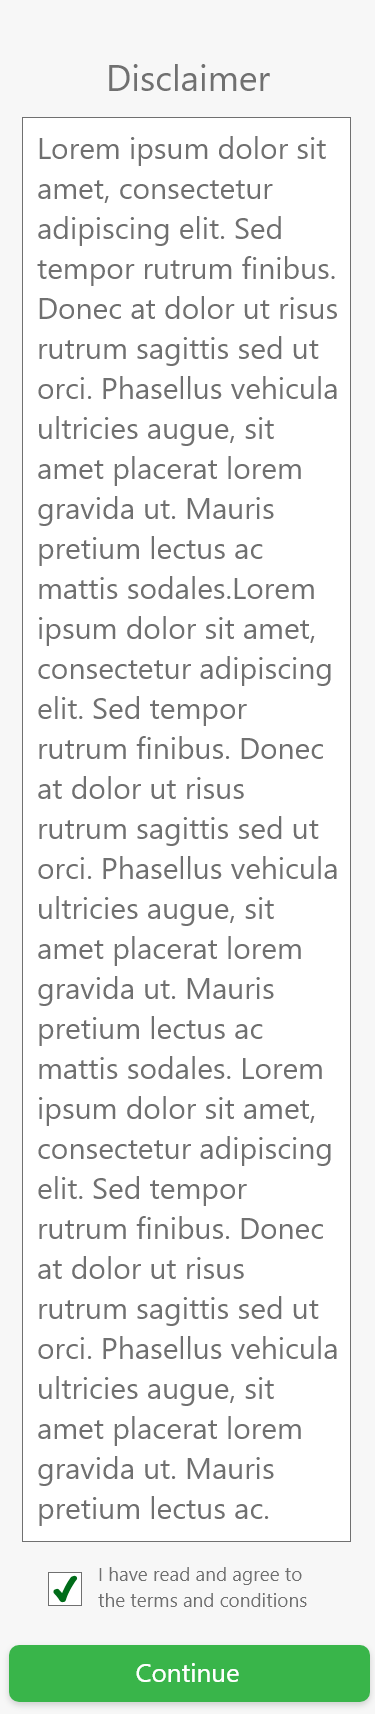 Disclaimer
Lorem ipsum dolor sit
amet, consectetur
adipiscing elit. Sed
tempor rutrum finibus.
Donec at dolor ut risus
rutrum sagittis sed ut
orci. Phasellus vehicula
ultricies augue, sit
amet placerat lorem
gravida ut. Mauris
pretium lectus ac
mattis sodales.Lorem
ipsum dolor sit amet,
consectetur adipiscing
elit. Sed tempor
rutrum finibus. Donec
at dolor ut risus
rutrum sagittis sed ut
orci. Phasellus vehicula
ultricies augue, sit
amet placerat lorem
gravida ut. Mauris
pretium lectus ac
mattis sodales. Lorem
ipsum dolor sit amet,
consectetur adipiscing
elit. Sed tempor
rutrum finibus. Donec
at dolor ut risus
rutrum sagittis sed ut
orci. Phasellus vehicula
ultricies augue, sit
amet placerat lorem
gravida ut. Mauris
pretium lectus ac.
I have read and agree to
the terms and conditions
Continue